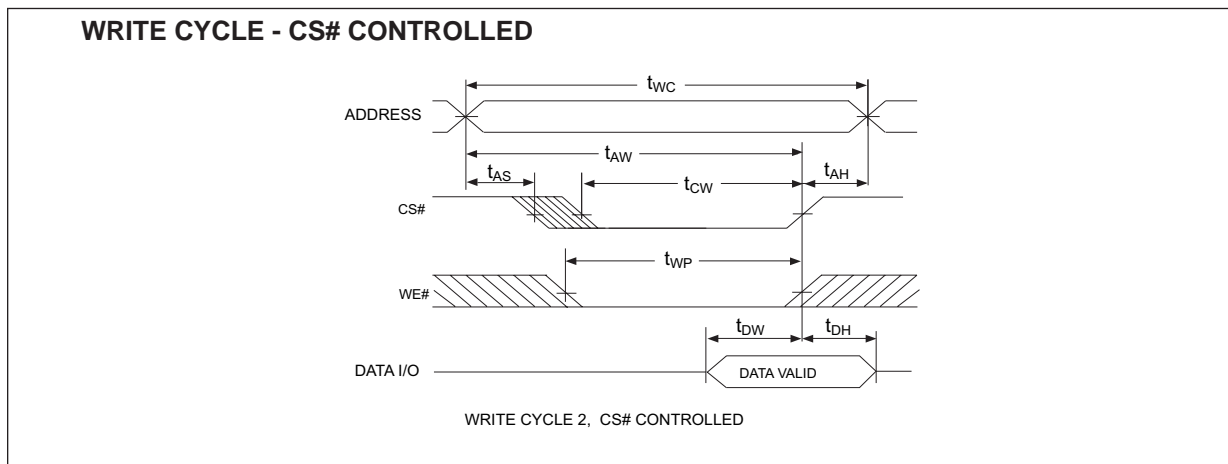 WRITE CYCLE - CS# CONTROLLED
tWC
ADDRESS
tAW
tAS
tCW
tAH
CS#
tWP
WE#
tDW
tDH
DATA I/O
DATA VALID
WRITE CYCLE 2, CS# CONTROLLED